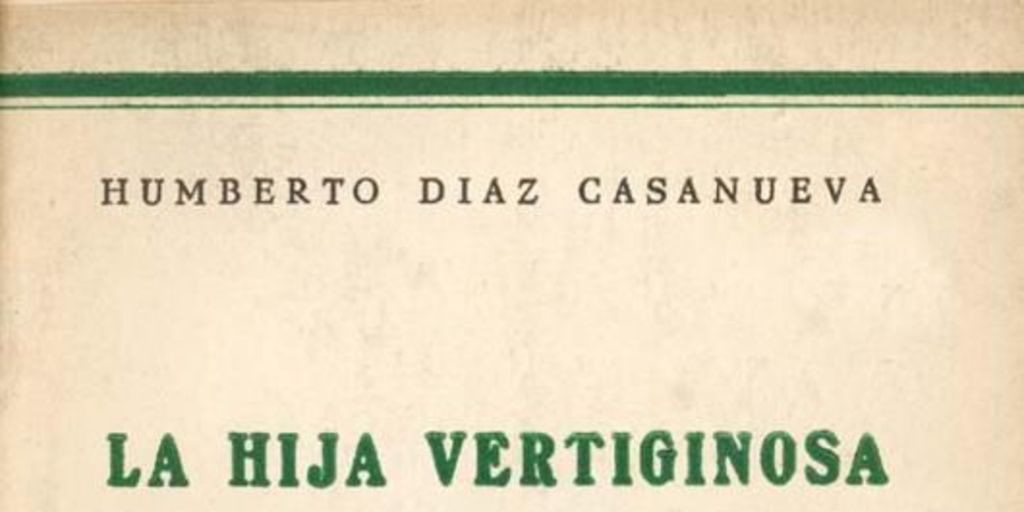 HUMBERTO DIAZ CASANUEVA
LA HIJA VERTIGINOSA